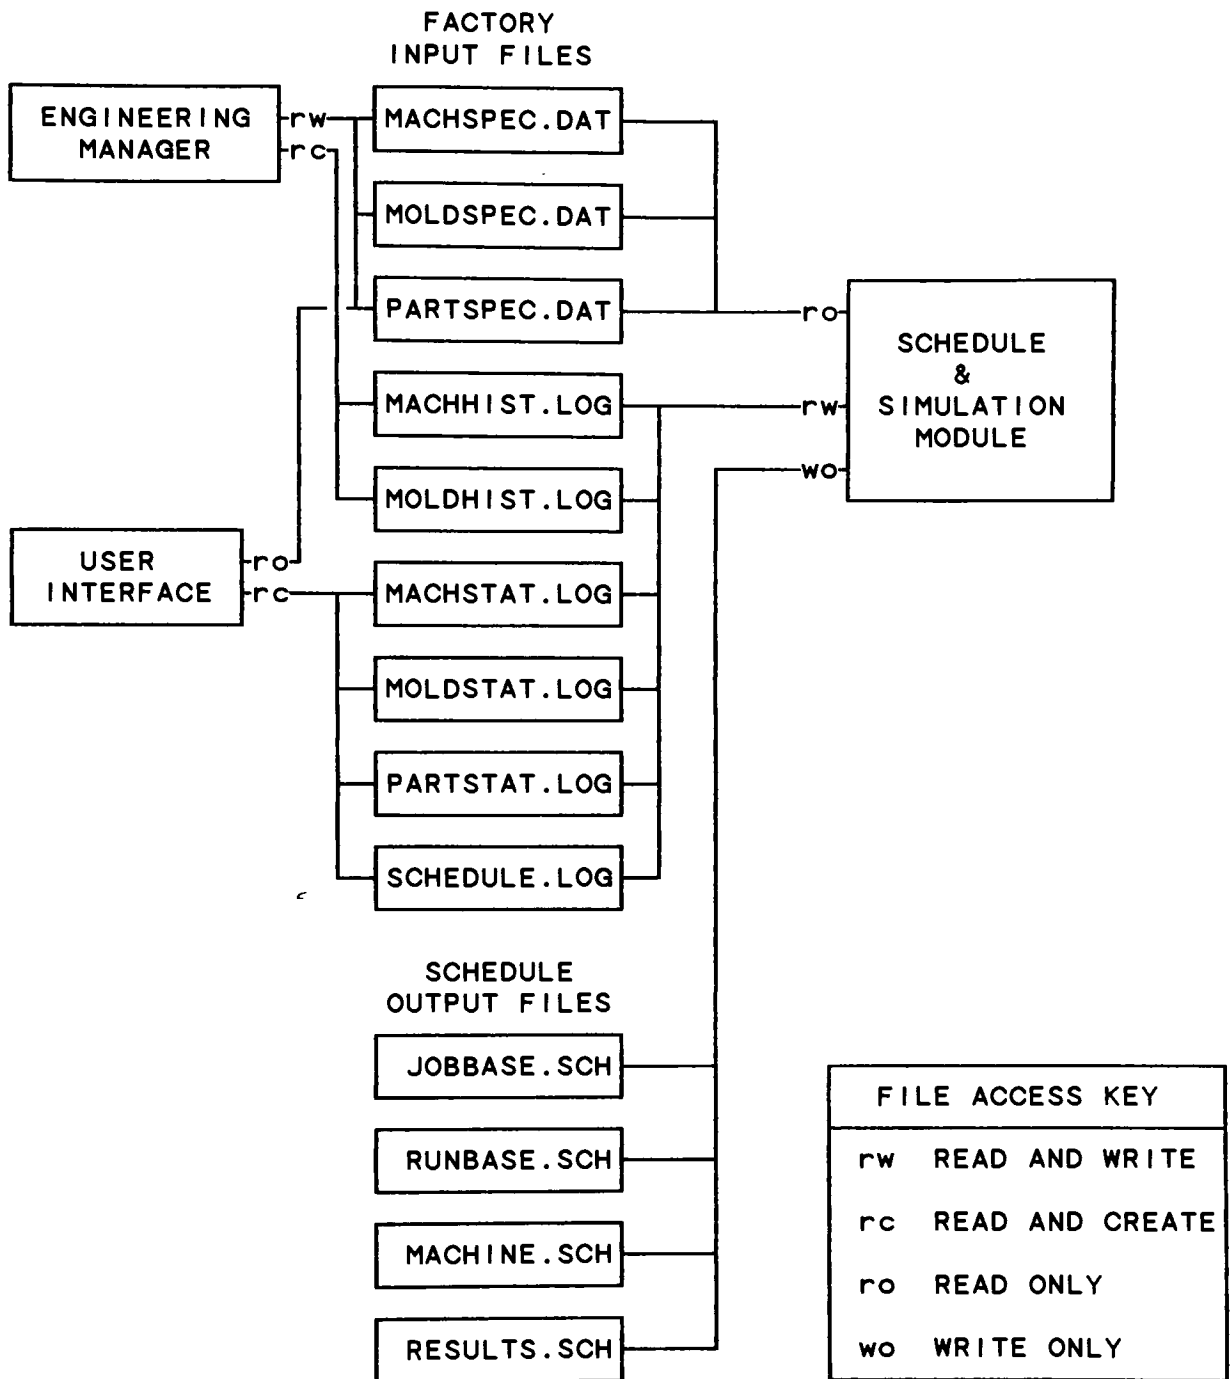 FACTORY
INPUT FILES
ENGINEERING
MANAGER
rw
rc
MACHSPEC.DAT
MOLDSPEC.DAT
PARTSPEC.DAT
MACHHIST.LOG
MOLDHIST.LOG
USER
INTERFACE
ro
rc
MACHSTAT.LOG
MOLDSTAT.LOG
PARTSTAT.LOG
SCHEDULE.LOG
ro
rw
wo
SCHEDULE
&
SIMULATION
MODULE
SCHEDULE
OUTPUT FILES
JOBBASE.SCH
RUNBASE.SCH
MACHINE.SCH
RESULTS.SCH
FILE ACCESS KEY
rw READ AND WRITE
rc READ AND CREATE
ro READ ONLY
wo WRITE ONLY